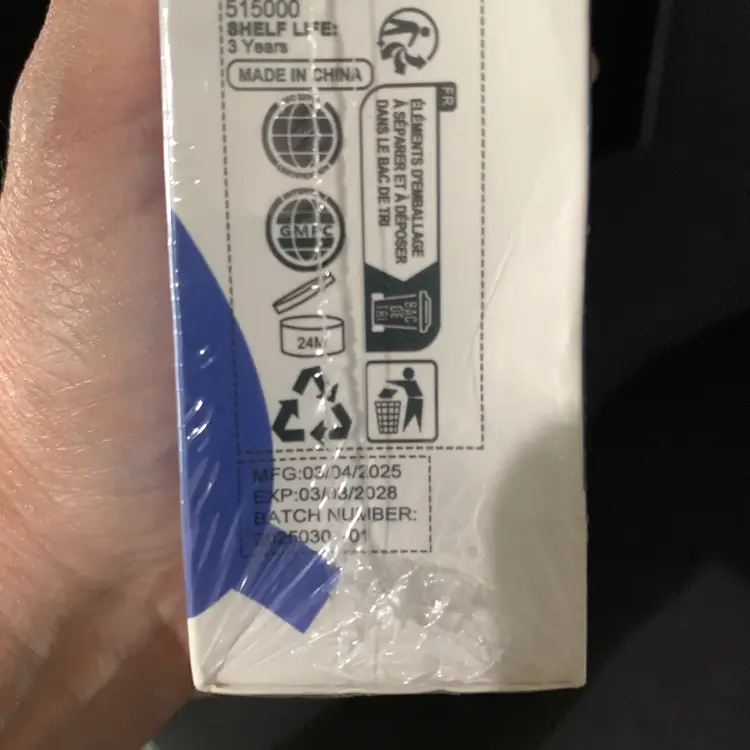 515000
SHELF LIFE:
3 Years
MADE IN CHINA
GMPC
24M
FR
ÉLÉMENTS D'EMBALLAGE
À SÉPARER ET À DÉPOSER
DANS LE BAC DE TRI
BAC
DE
TRI
MFG:03/04/2025
EXP:03/03/2028
BATCH NUMBER: